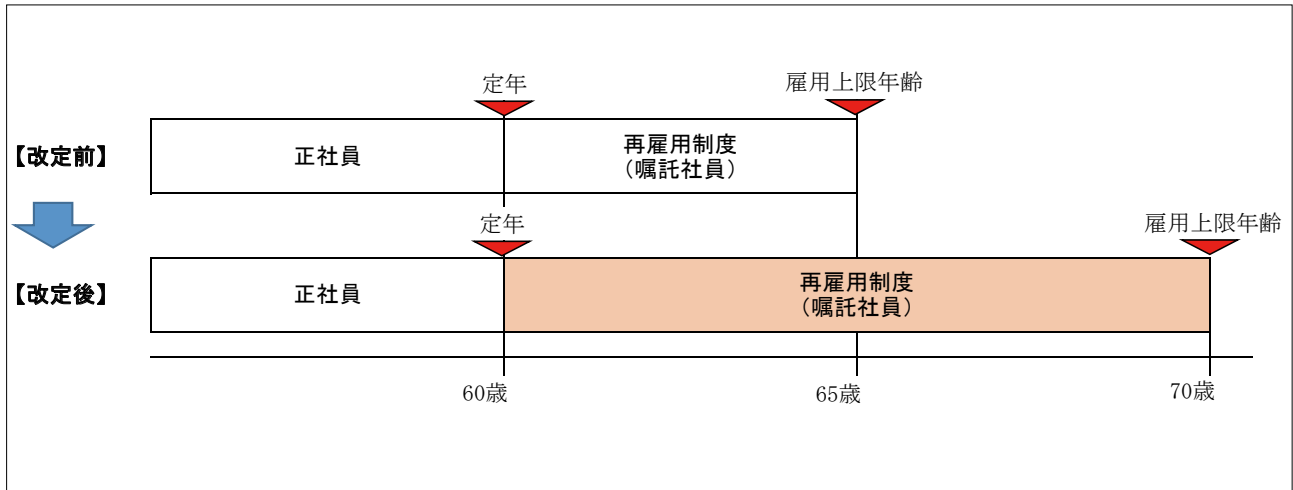 定年
雇用上限年齢
【改定前】
正社員
再雇用制度
（嘱託社員）
定年
雇用上限年齢
【改定後】
正社員
再雇用制度
（嘱託社員）
60歳
65歳
70歳